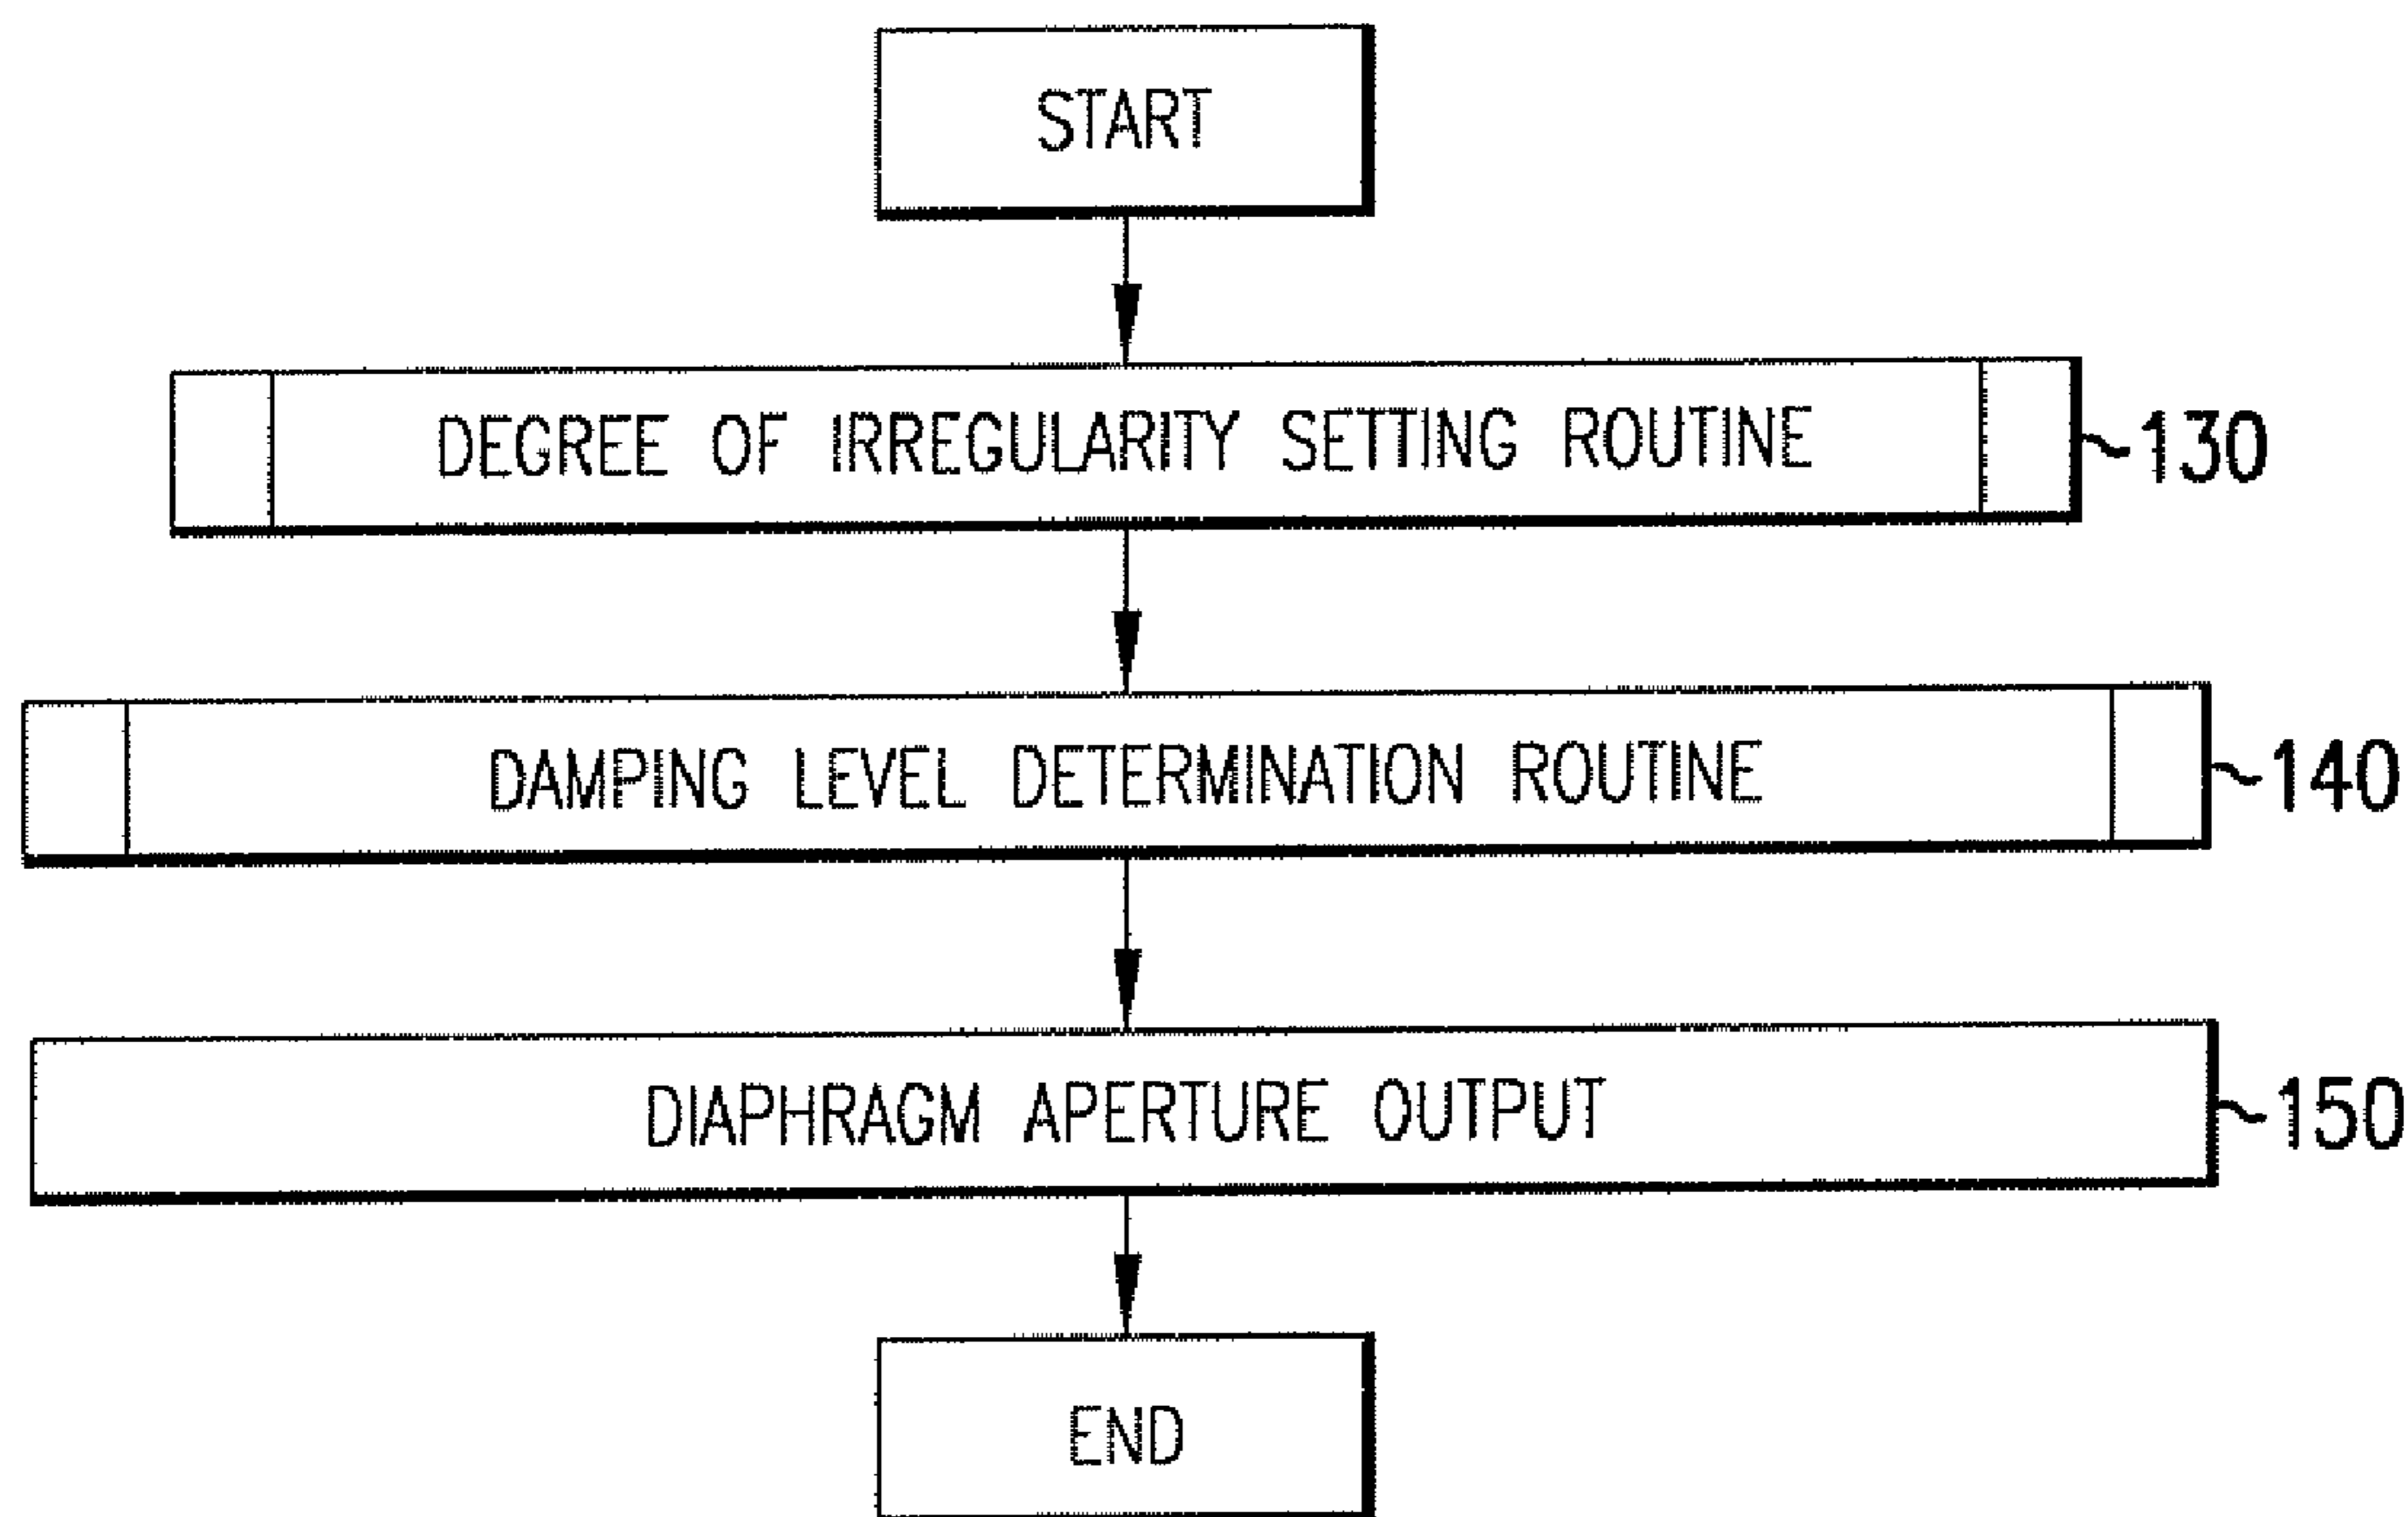 START
DEGREE OF IRREGULARITY SETTING ROUTINE
130
DAMPING LEVEL DETERMINATION ROUTINE
140
DIAPHRAGM APERTURE OUTPUT
150
END